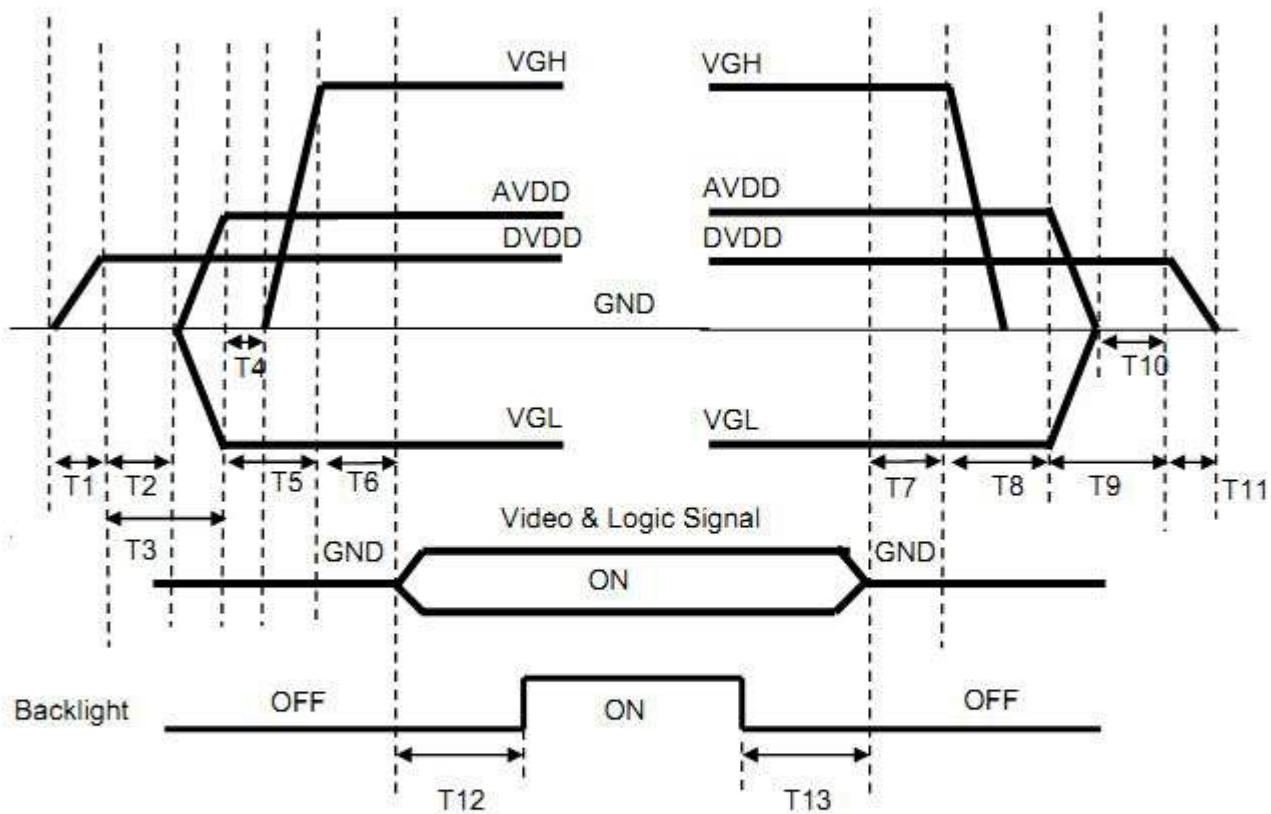 VGH
VGH
AVDD
AVDD
DVDD
DVDD
GND
T4
T10
VGL
VGL
T1
T2
T5
T6
T7
T8
T9
T11
T3
Video & Logic Signal
GND
GND
ON
Backlight
OFF
ON
OFF
T12
T13